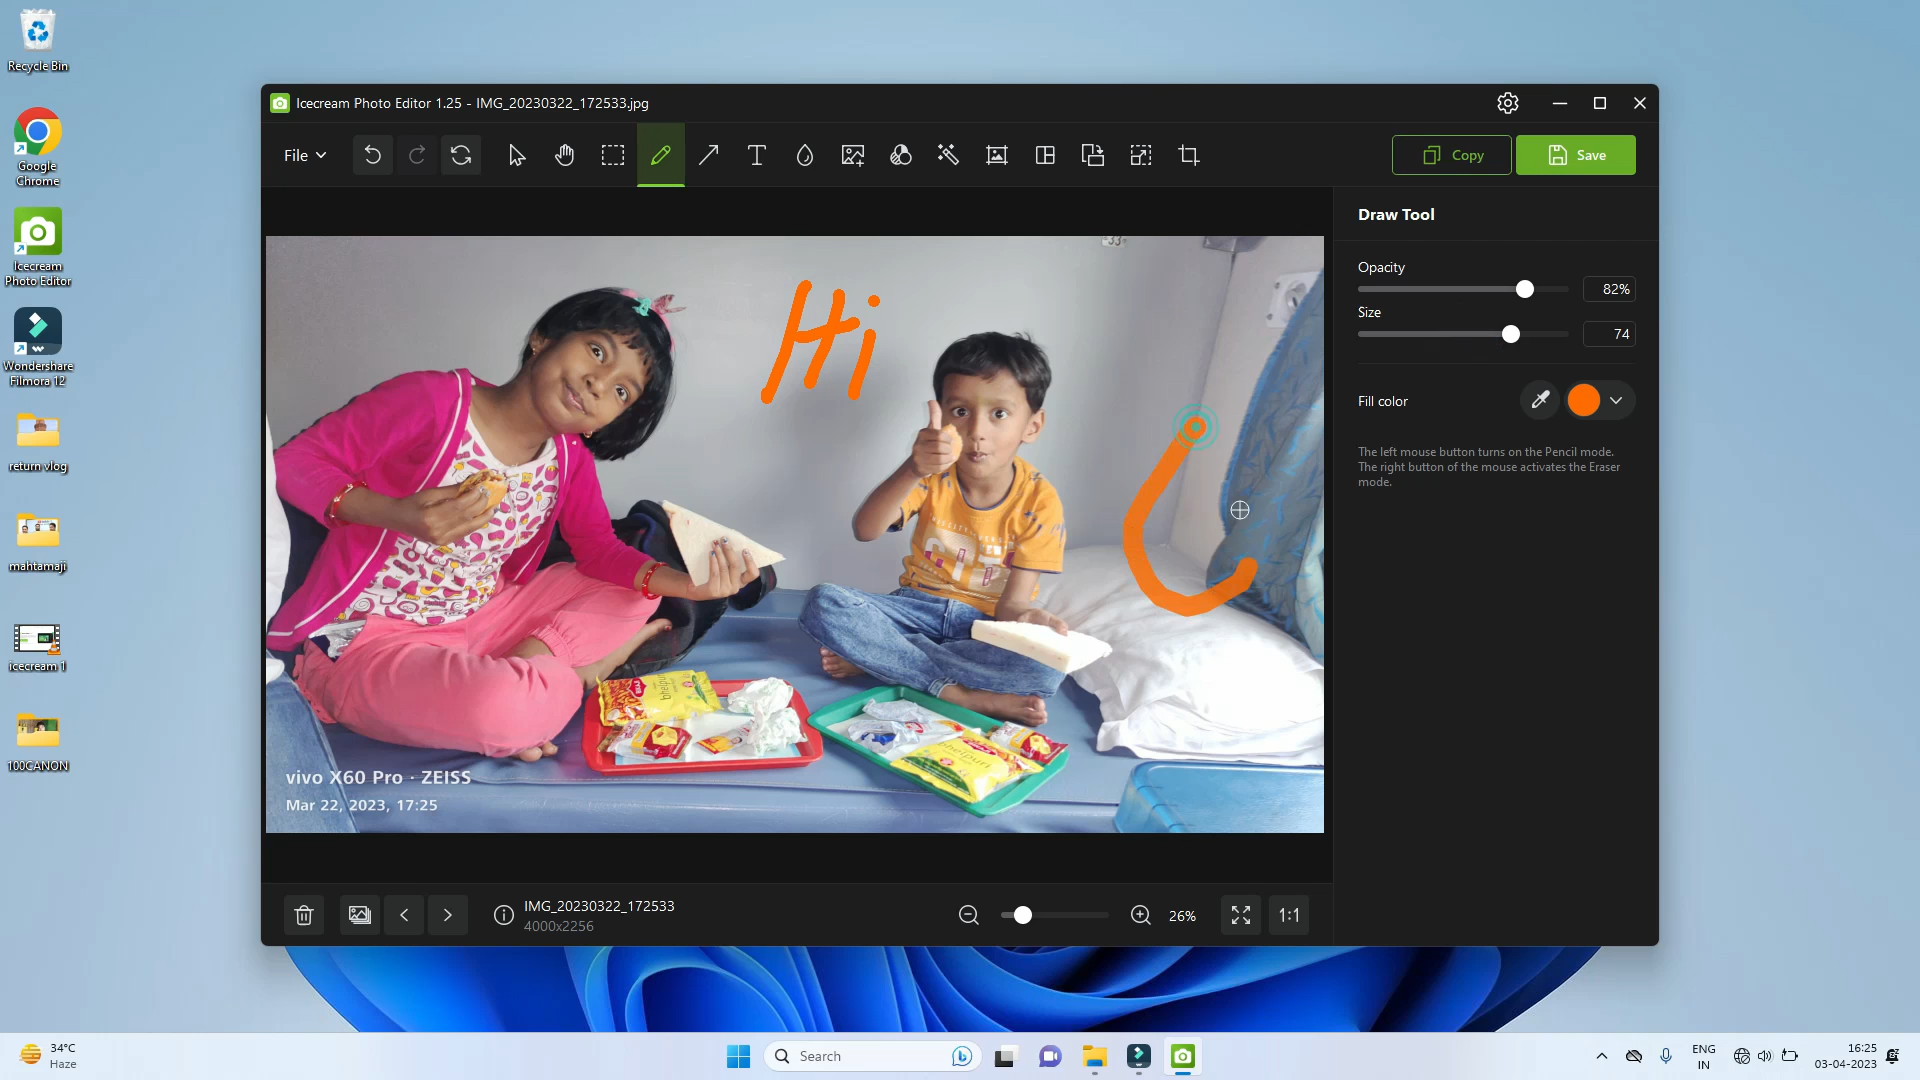 Recycle Bin
Google
Chrome
Icecream
Photo Editor
Wondershare
Filmora 12
return vlog
mahtamaji
icecream 1
100CANON
Icecream Photo Editor 1.25 - IMG_20230322_172533.jpg
File
Copy
Save
Draw Tool
Opacity
82%
Size
74
Fill color
The left mouse button turns on the Pencil mode.
The right button of the mouse activates the Eraser
mode.
33
Hi
bhelpuri
bhelpuri
vivo X60 Pro · ZEISS
Mar 22, 2023, 17:25
IMG_20230322_172533
4000x2256
26%
1:1
34°C
Haze
Search
ENG
IN
16:25
03-04-2023